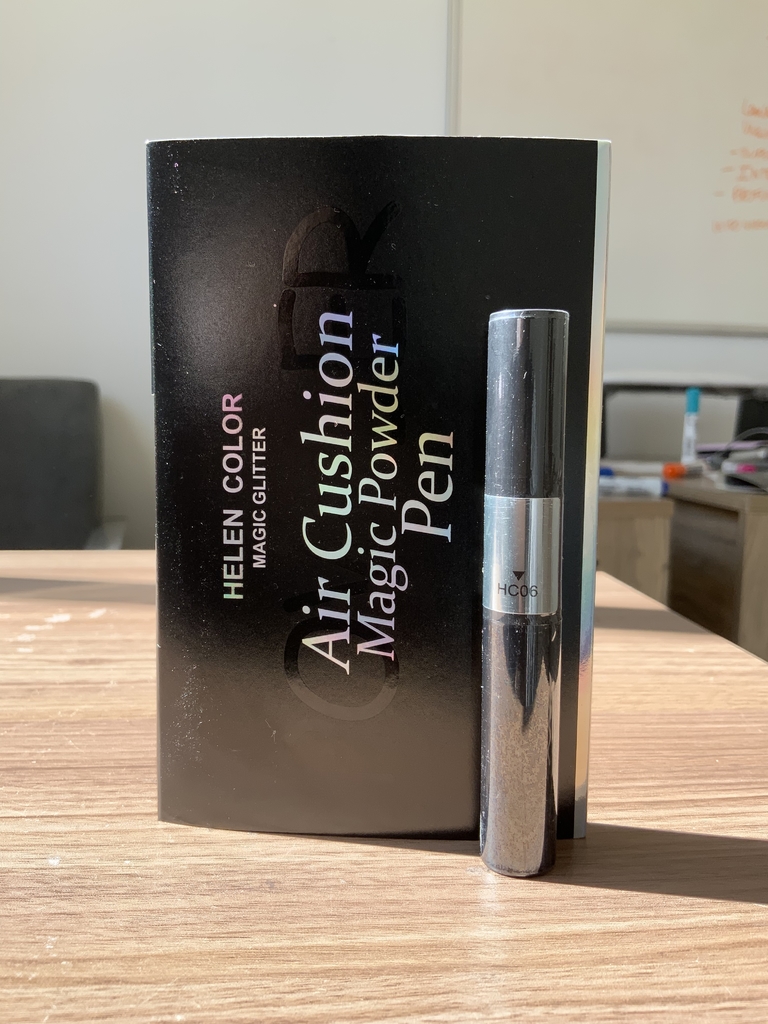 HELEN COLOR
MAGIC GLITTER
Air Cushion
Magic Powder
Pen
HC06